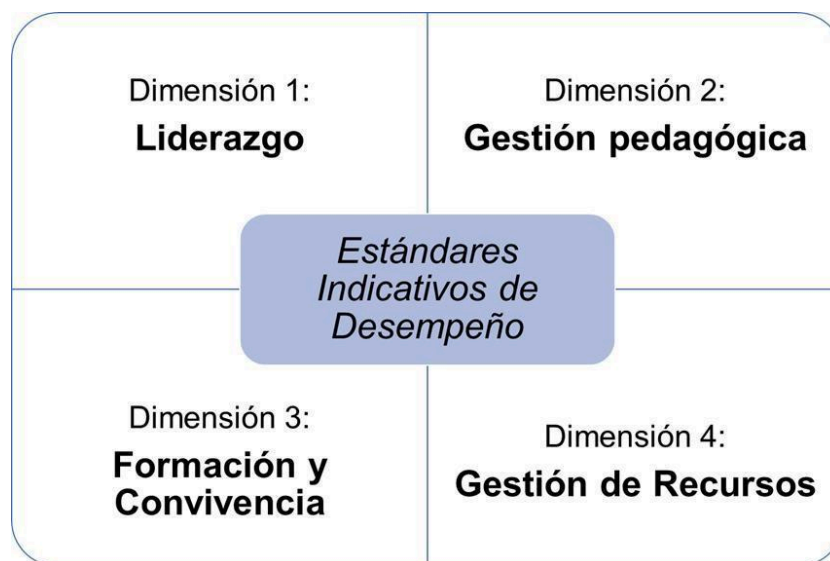 Dimensión 1:
Liderazgo
Dimensión 2:
Gestión pedagógica
Estándares
Indicativos de
Desempeño
Dimensión 3:
Formación y
Convivencia
Dimensión 4:
Gestión de Recursos